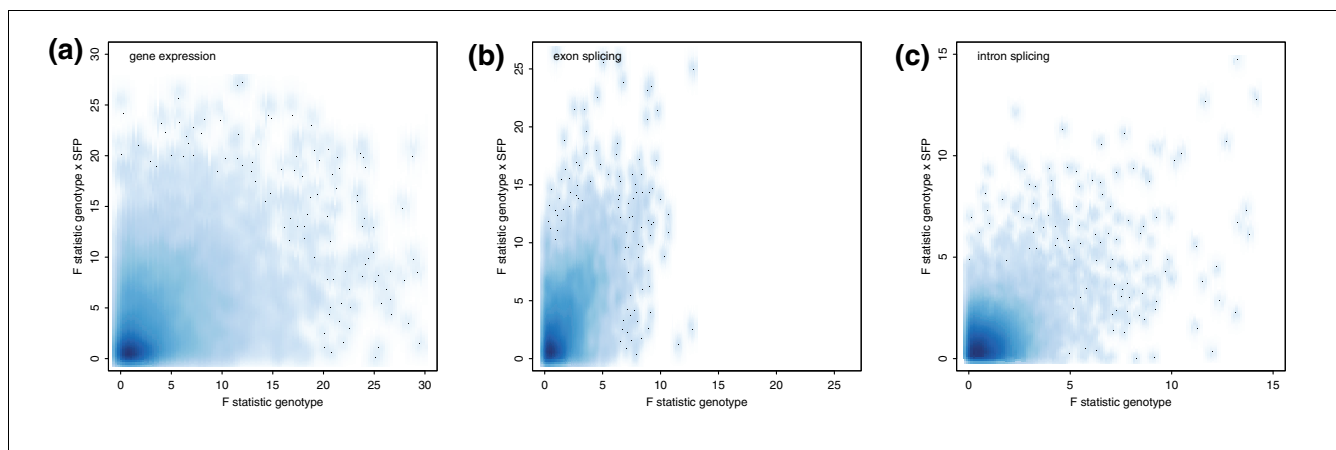 (a)
gene expression
F statistic genotype x SFP
30
25
20
15
10
5
0
0 5 10 15 20 25 30
F statistic genotype
(b)
exon splicing
F statistic genotype x SFP
25
20
15
10
5
0
0 5 10 15 20 25
F statistic genotype
(c)
intron splicing
F statistic genotype x SFP
15
10
5
0
0 5 10 15
F statistic genotype